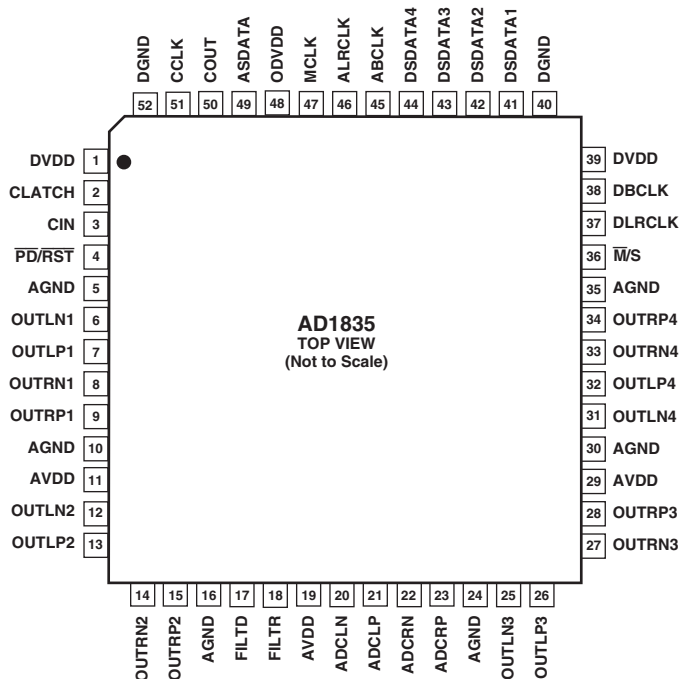 DGND
CCLK
COUT
ASDATA
ODVDD
MCLK
ALRCLK
ABCLK
DSDATA4
DSDATA3
DSDATA2
DSDATA1
DGND
52 51 50 49 48 47 46 45 44 43 42 41 40
DVDD 1
CLATCH 2
CIN 3
PD/RST 4
AGND 5
OUTLN1 6
OUTLP1 7
OUTRN1 8
OUTRP1 9
AGND 10
AVDD 11
OUTLN2 12
OUTLP2 13
AD1835
TOP VIEW
(Not to Scale)
39 DVDD
38 DBCLK
37 DLRCLK
36 M/S
35 AGND
34 OUTRP4
33 OUTRN4
32 OUTLP4
31 OUTLN4
30 AGND
29 AVDD
28 OUTRP3
27 OUTRN3
14 15 16 17 18 19 20 21 22 23 24 25 26
OUTRN2
OUTRP2
AGND
FILTD
FILTR
AVDD
ADCLN
ADCLP
ADCRN
ADCRP
AGND
OUTLN3
OUTLP3